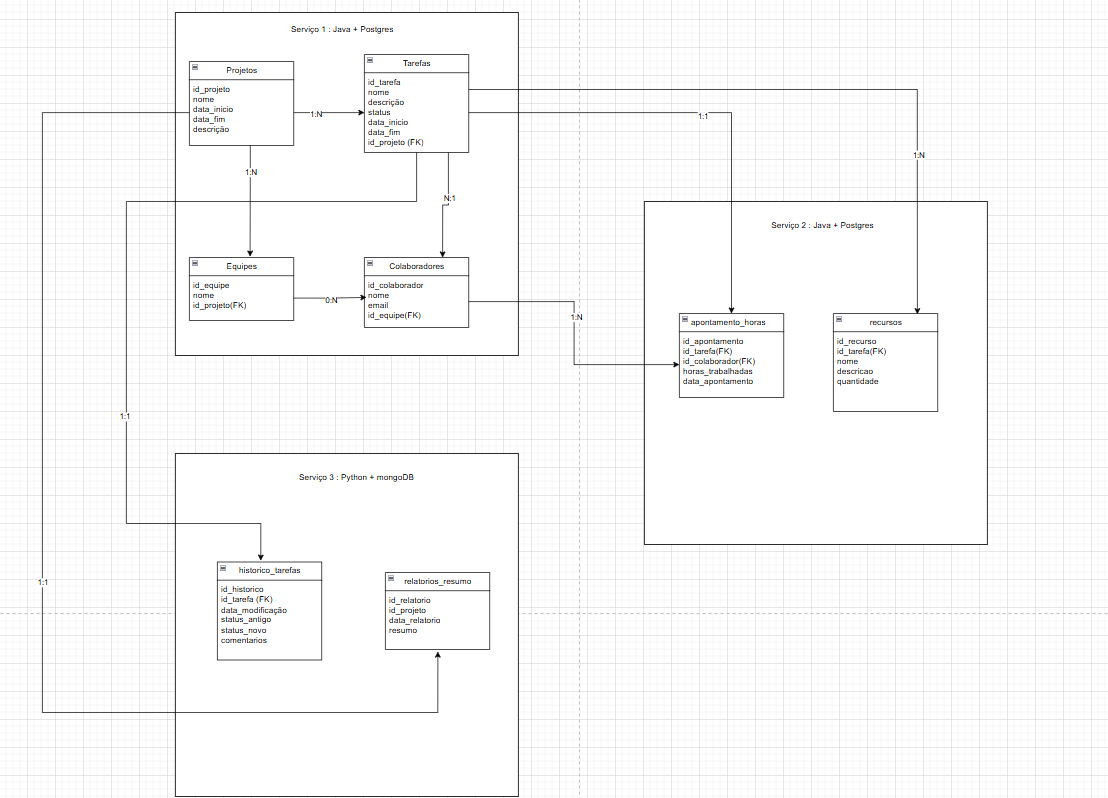 Serviço 1 : Java + Postgres
Projetos
id_projeto
nome
data_inicio
data_fim
descrição
1:N
Tarefas
id_tarefa
nome
descrição
status
data_inicio
data_fim
id_projeto (FK)
1:1
1:N
1:N
N:1
Equipes
id_equipe
nome
id_projeto(FK)
0:N
Colaboradores
id_colaborador
nome
email
id_equipe(FK)
1:N
Serviço 2 : Java + Postgres
apontamento_horas
id_apontamento
id_tarefa(FK)
id_colaborador(FK)
horas_trabalhadas
data_apontamento
recursos
id_recurso
id_tarefa(FK)
nome
descricao
quantidade
1:1
1:1
Serviço 3 : Python + mongoDB
historico_tarefas
id_historico
id_tarefa (FK)
data_modificação
status_antigo
status_novo
comentarios
relatorios_resumo
id_relatorio
id_projeto
data_relatorio
resumo